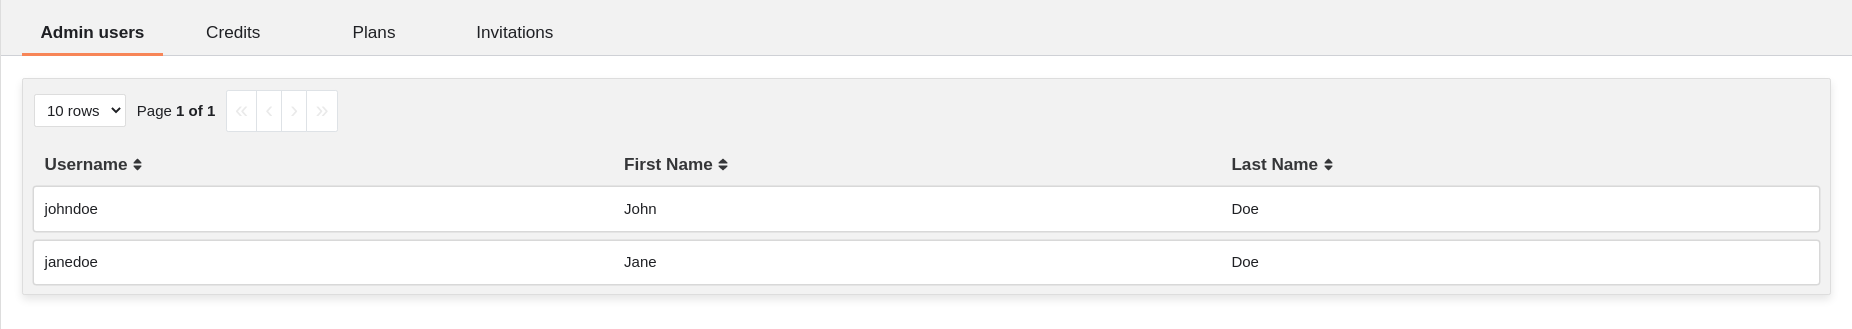 Admin users Credits Plans Invitations
10 rows Page 1 of 1 « ‹ › »
Username First Name Last Name
johndoe John Doe
janedoe Jane Doe